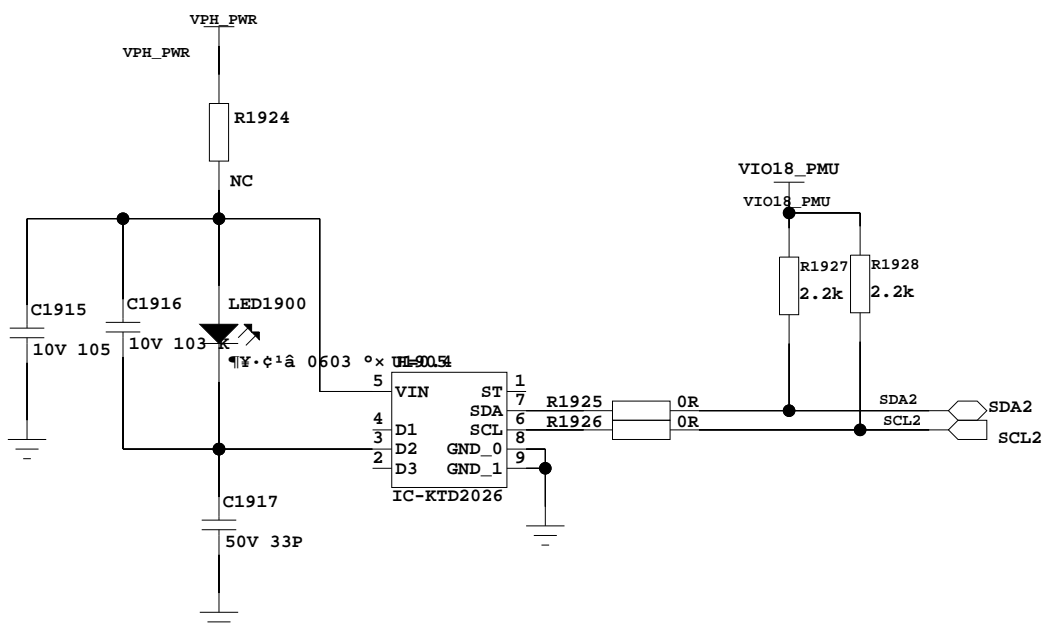 VPH_PWR
VPH_PWR
R1924
NC
VIO18_PMU
VIO18_PMU
R1927
2.2k
R1928
2.2k
C1915
10V 105
C1916
10V 103 K
LED1900
¶¥·¢¹â 0603 °×
5
VIN
ST
1
SDA
7
R1925
0R
SDA2
SDA2
4
D1
SCL
6
R1926
0R
SCL2
SCL2
3
D2
GND_0
8
2
D3
GND_1
9
IC-KTD2026
C1917
50V 33P